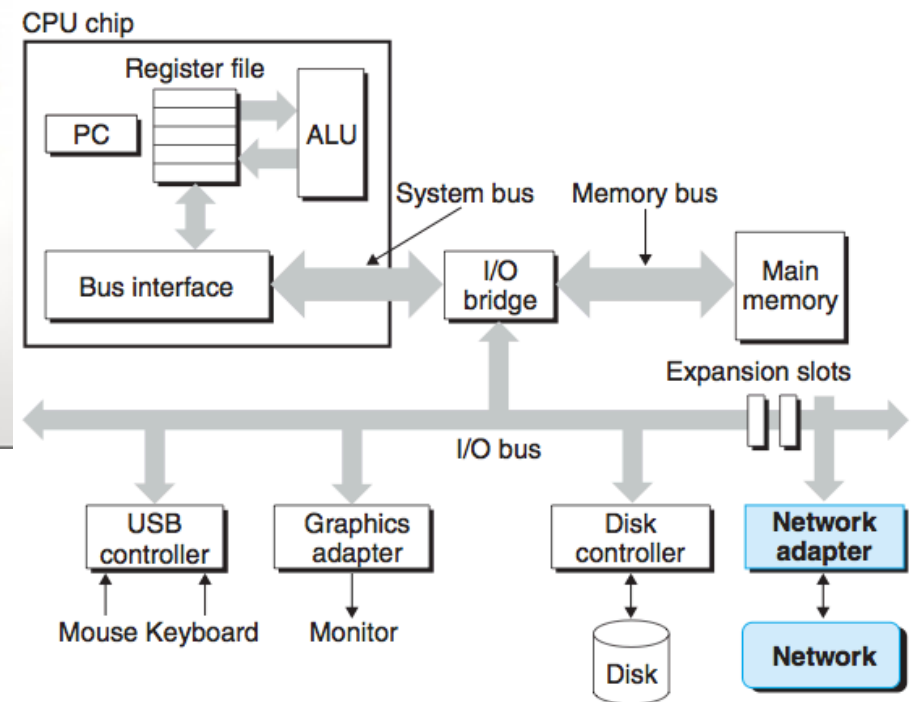 CPU chip
Register file
PC
ALU
System bus
Memory bus
Bus interface
I/O
bridge
Main
memory
Expansion slots
I/O bus
USB
controller
Graphics
adapter
Disk
controller
Network
adapter
Mouse Keyboard
Monitor
Disk
Network